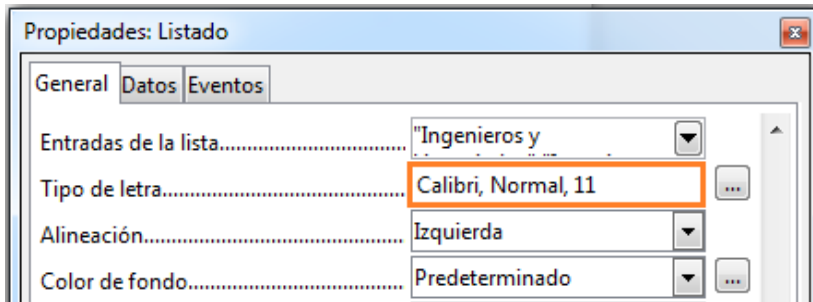 Propiedades: Listado
General Datos Eventos
Entradas de la lista................................. "Ingenieros y
Tipo de letra........................................... Calibri, Normal, 11 ...
Alineación.............................................. Izquierda
Color de fondo...................................... Predeterminado ...